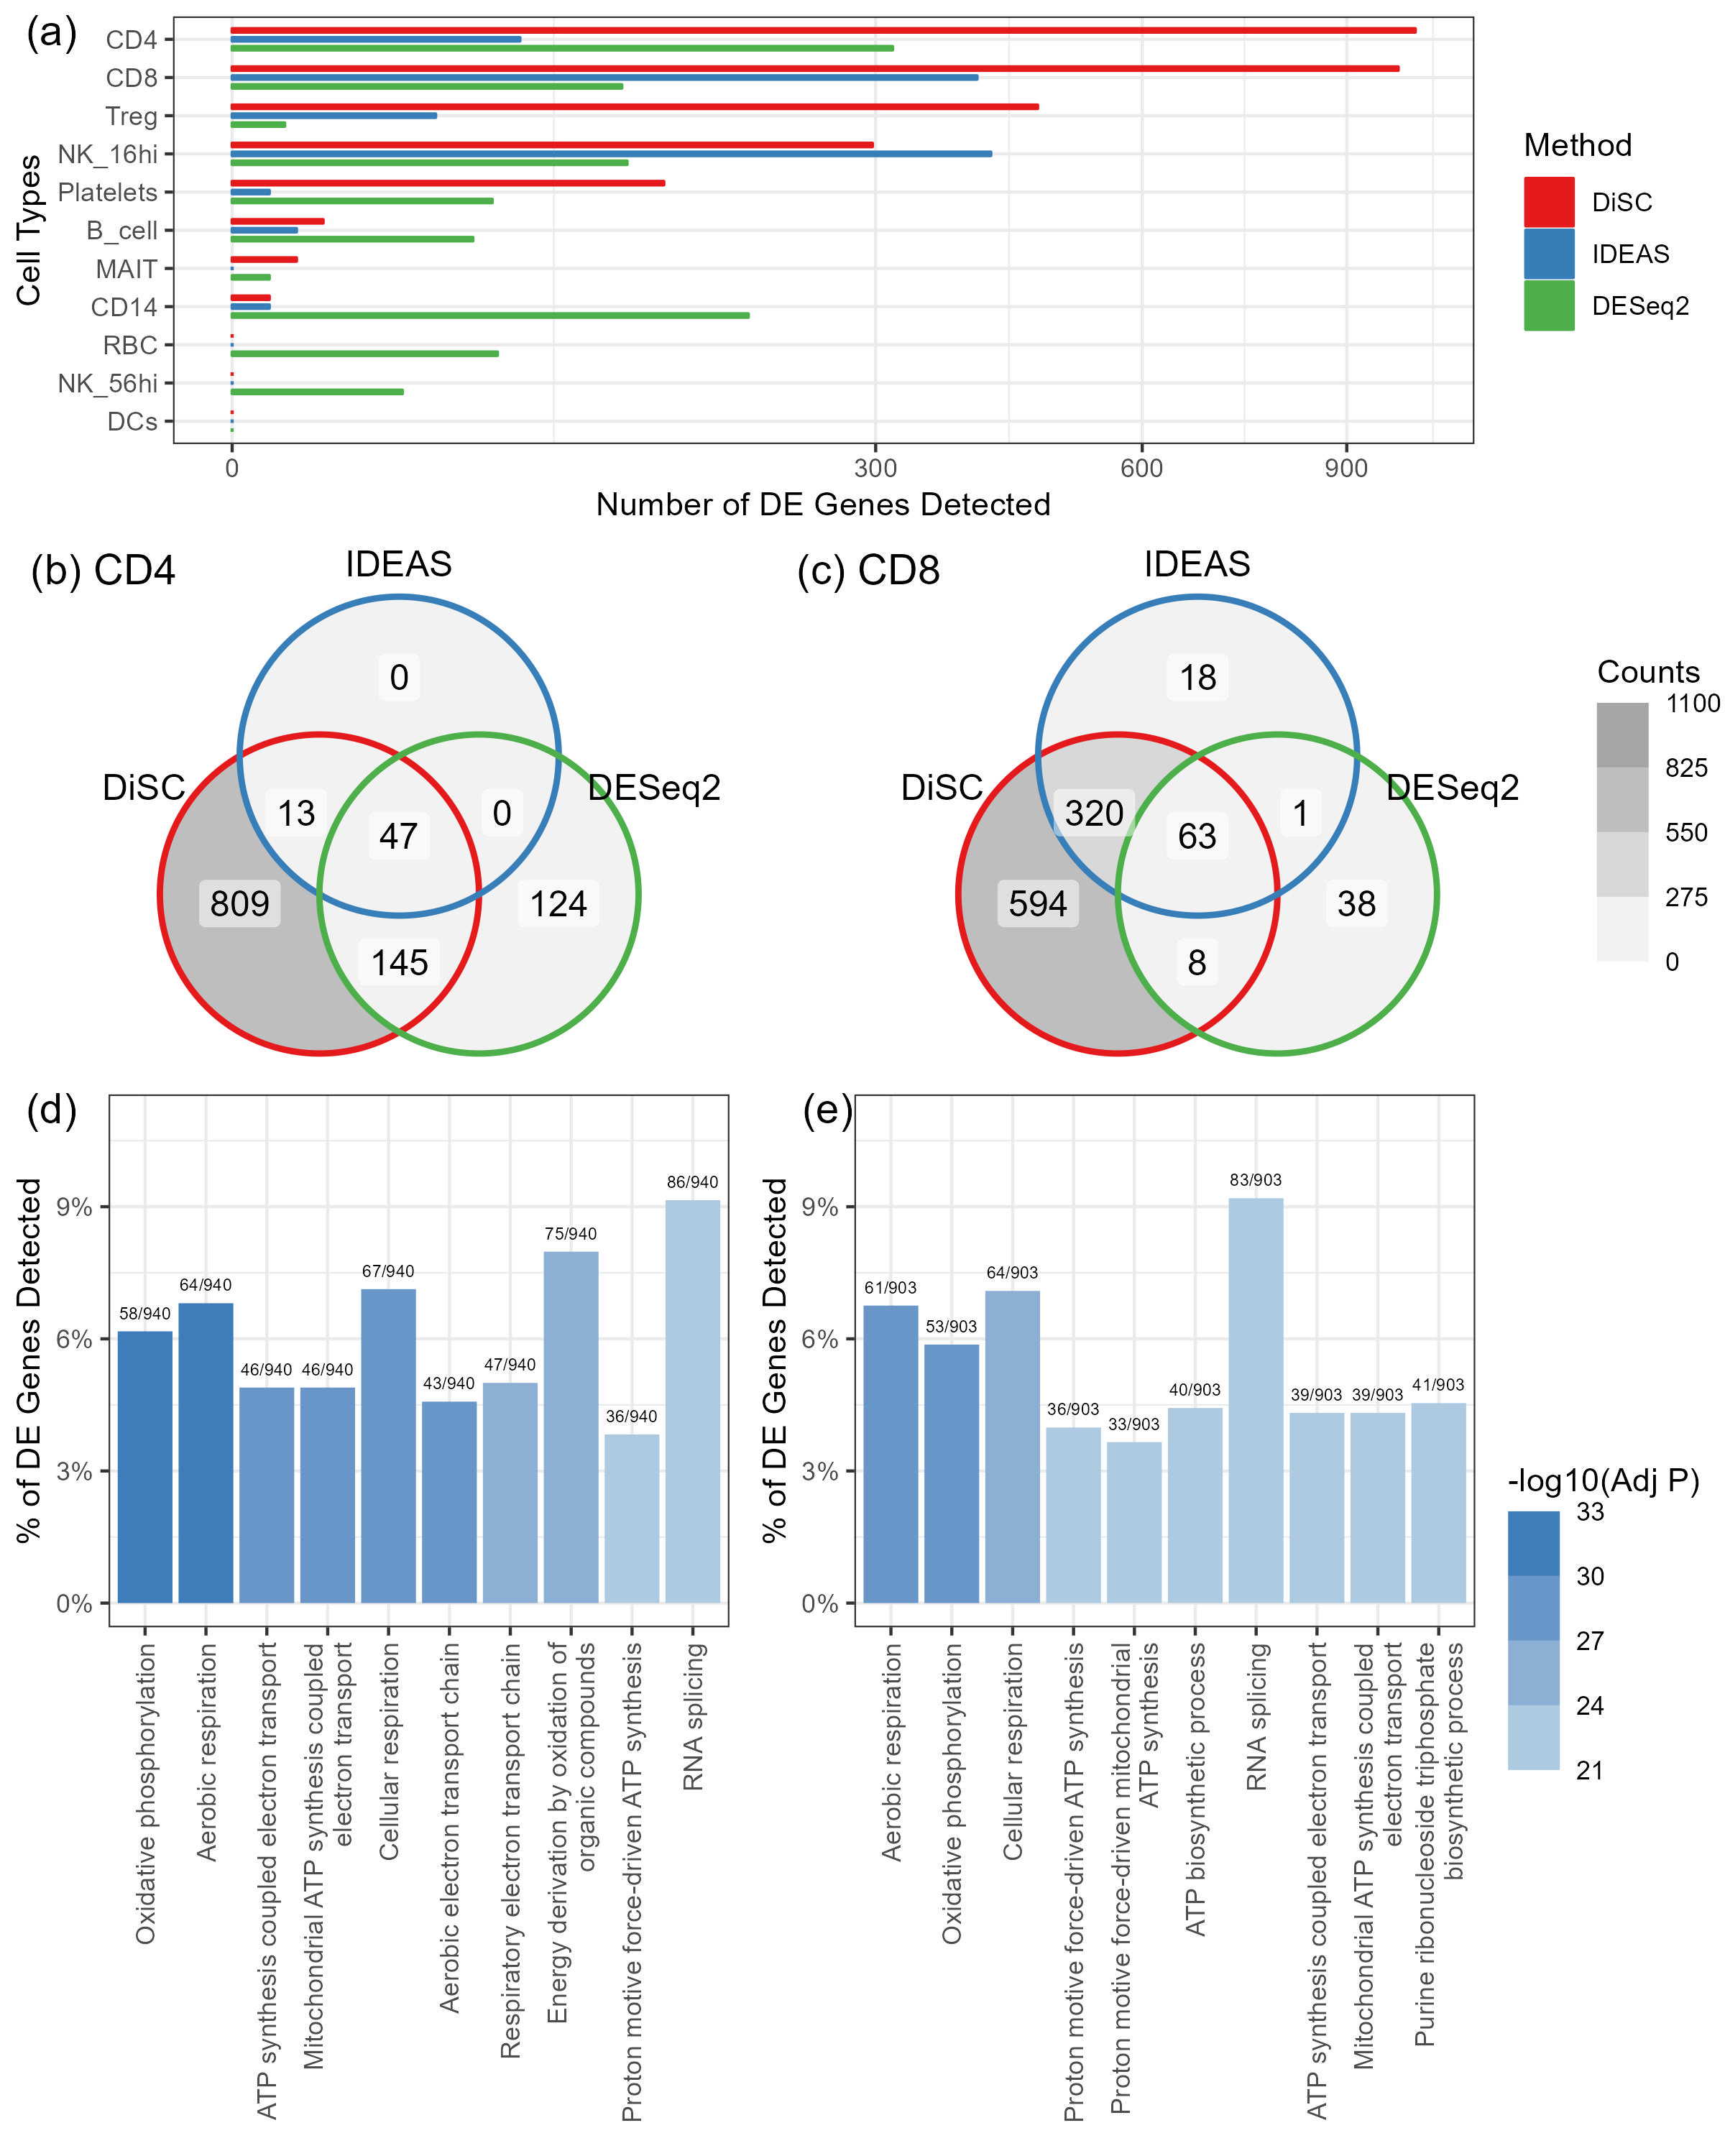 (a)
CD4
CD8
Treg
NK_16hi
Platelets
B_cell
MAIT
CD14
RBC
NK_56hi
DCs
Cell Types
0
300
600
900
Number of DE Genes Detected
Method
DiSC
IDEAS
DESeq2
(b) CD4
IDEAS
DiSC
DESeq2
0
13
47
0
809
124
145
(c) CD8
IDEAS
DiSC
DESeq2
18
320
63
1
594
38
8
Counts
1100
825
550
275
0
(d)
% of DE Genes Detected
9%
6%
3%
0%
58/940
64/940
46/940
46/940
67/940
43/940
47/940
75/940
36/940
86/940
Oxidative phosphorylation
Aerobic respiration
ATP synthesis coupled electron transport
Mitochondrial ATP synthesis coupled
electron transport
Cellular respiration
Aerobic electron transport chain
Respiratory electron transport chain
Energy derivation by oxidation of
organic compounds
Proton motive force-driven ATP synthesis
RNA splicing
(e)
% of DE Genes Detected
9%
6%
3%
0%
61/903
53/903
64/903
36/903
33/903
40/903
83/903
39/903
39/903
41/903
Aerobic respiration
Oxidative phosphorylation
Cellular respiration
Proton motive force-driven ATP synthesis
Proton motive force-driven mitochondrial
ATP synthesis
ATP biosynthetic process
RNA splicing
ATP synthesis coupled electron transport
Mitochondrial ATP synthesis coupled
electron transport
Purine ribonucleoside triphosphate
biosynthetic process
-log10(Adj P)
33
30
27
24
21